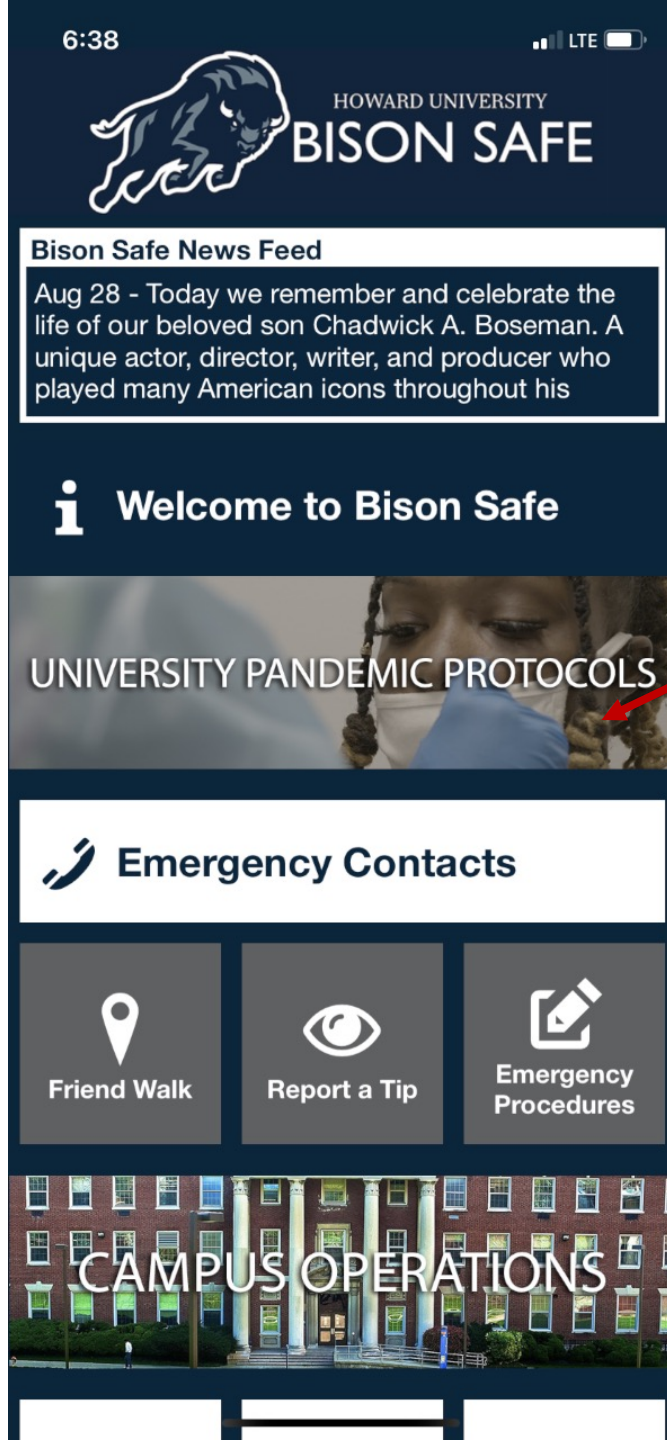 6:38
LTE
HOWARD UNIVERSITY
BISON SAFE
Bison Safe News Feed
Aug 28 - Today we remember and celebrate the
life of our beloved son Chadwick A. Boseman. A
unique actor, director, writer, and producer who
played many American icons throughout his
Welcome to Bison Safe
UNIVERSITY PANDEMIC PROTOCOLS
Emergency Contacts
Friend Walk
Report a Tip
Emergency
Procedures
CAMPUS OPERATIONS